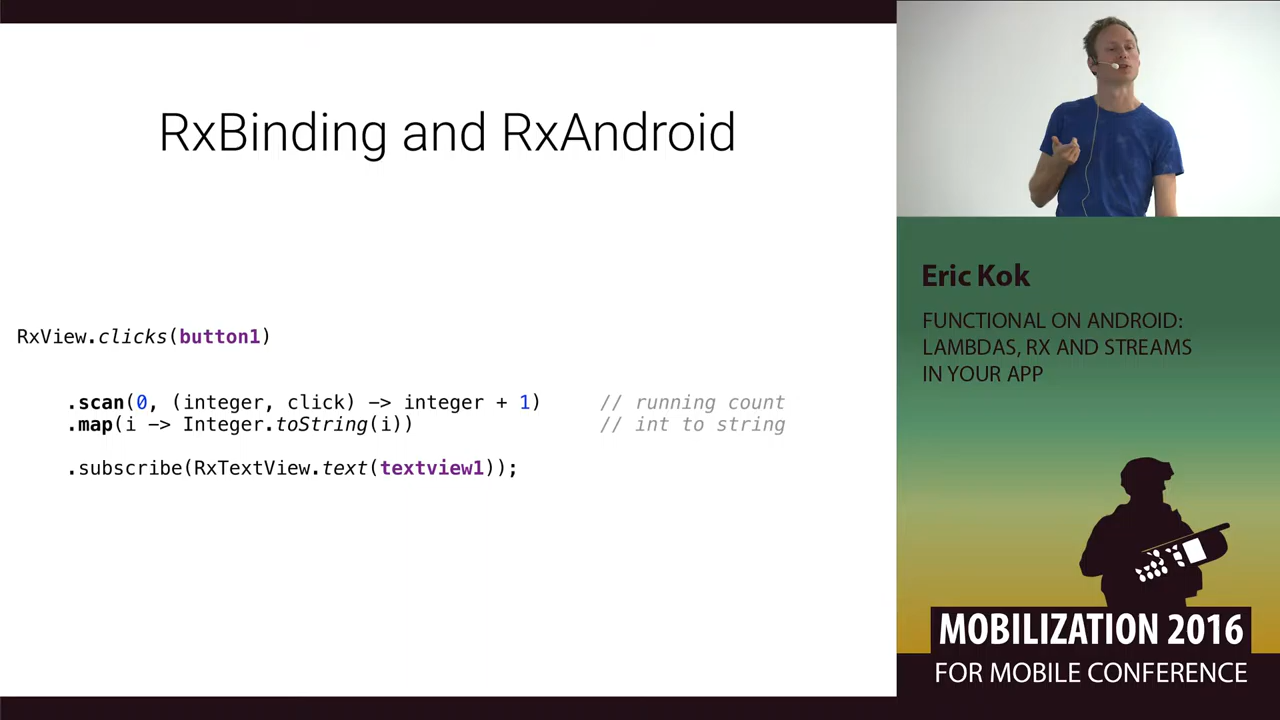 RxBinding and RxAndroid
RxView.clicks(button1)
.scan(0, (integer, click) -> integer + 1) // running count
.map(i -> Integer.toString(i)) // int to string
.subscribe(RxTextView.text(textview1));
Eric Kok
FUNCTIONAL ON ANDROID:
LAMBDAS, RX AND STREAMS
IN YOUR APP
MOBILIZATION 2016
FOR MOBILE CONFERENCE